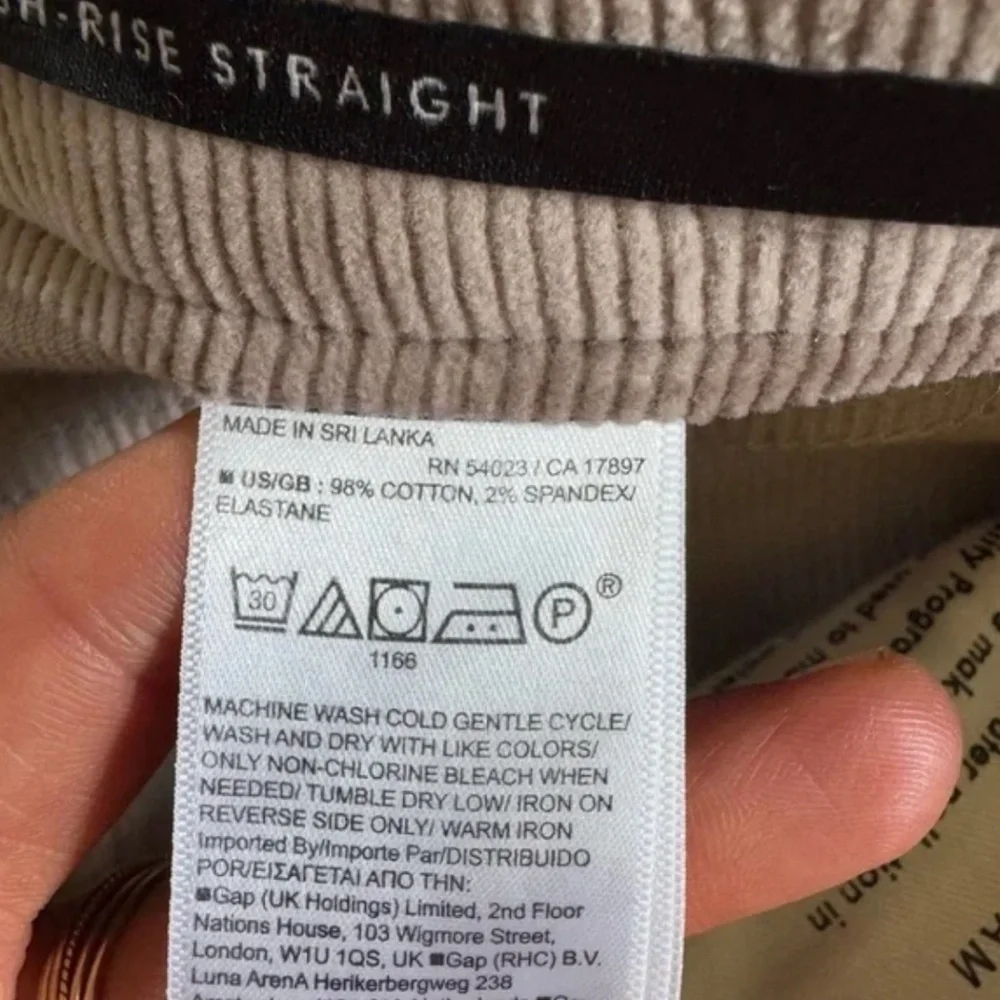 -RISE STRAIGHT
MADE IN SRI LANKA
RN 54023 / CA 17897
US/GB : 98% COTTON, 2% SPANDEX/
ELASTANE
30
P
®
1166
MACHINE WASH COLD GENTLE CYCLE/
WASH AND DRY WITH LIKE COLORS/
ONLY NON-CHLORINE BLEACH WHEN
NEEDED/ TUMBLE DRY LOW/ IRON ON
REVERSE SIDE ONLY/ WARM IRON
Imported By/Importe Par/DISTRIBUIDO
POR/ΕΙΣΑΓΕΤΑΙ ΑΠΟ ΤΗΝ:
Gap (UK Holdings) Limited, 2nd Floor
Nations House, 103 Wigmore Street,
London, W1U 1QS, UK ■Gap (RHC) B.V.
Luna ArenA Herikerbergweg 238
used to
mak
in